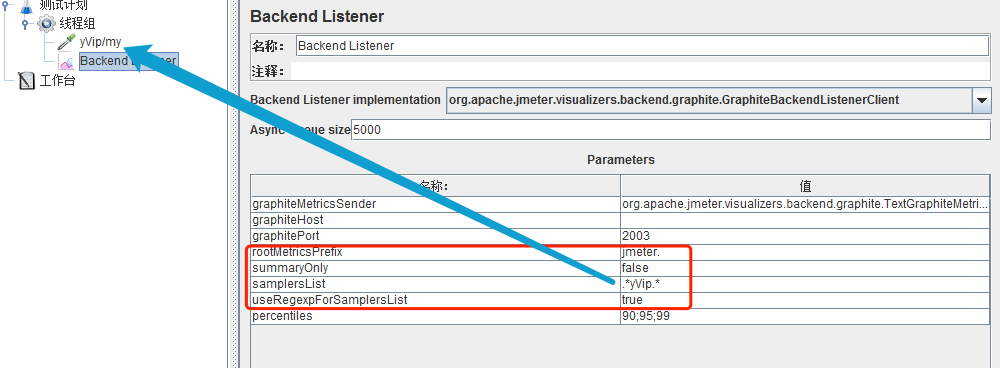 测试计划
线程组
yVip/my
Backend Listener
工作台
Backend Listener
名称： Backend Listener
注释：
Backend Listener implementation org.apache.jmeter.visualizers.backend.graphite.GraphiteBackendListenerClient
Async Queue size 5000
Parameters
名称： 值
graphiteMetricsSender org.apache.jmeter.visualizers.backend.graphite.TextGraphiteMetri...
graphiteHost
graphitePort 2003
rootMetricsPrefix jmeter.
summaryOnly false
samplersList .*yVip.*
useRegexpForSamplersList true
percentiles 90;95;99